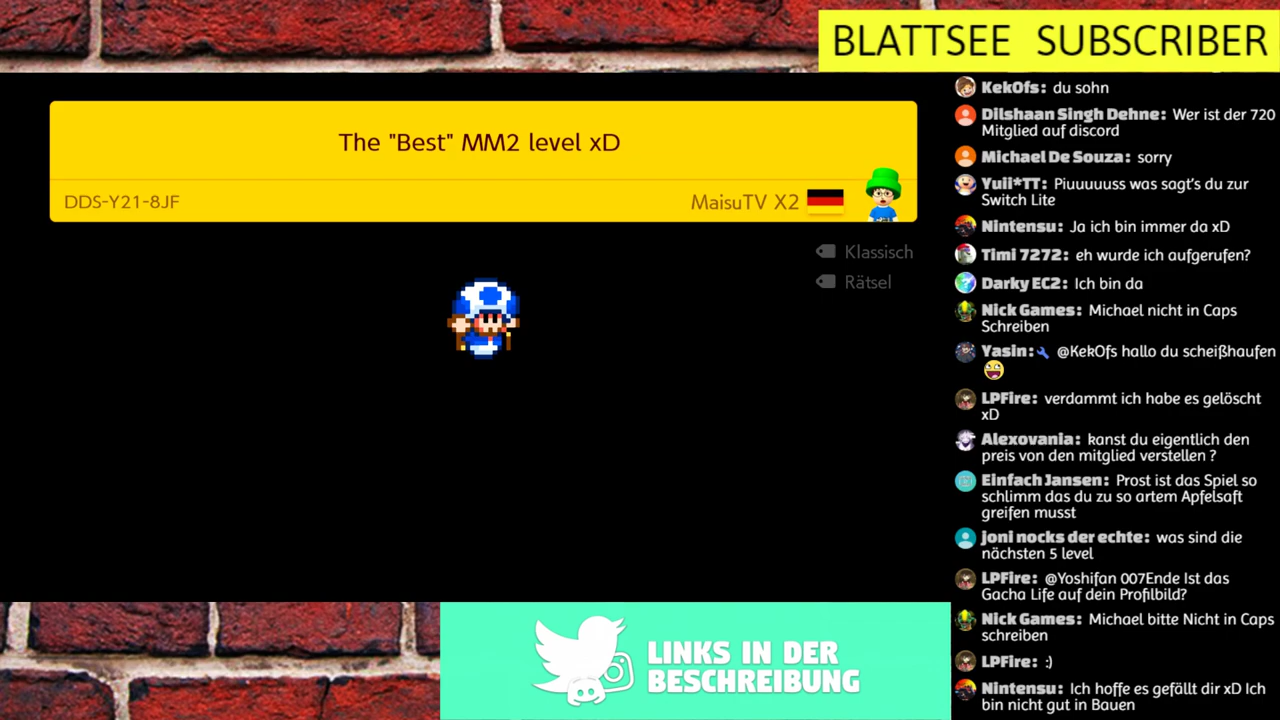 BLATTSEE SUBSCRIBER
The "Best" MM2 level xD
DDS-Y21-8JF
MaisuTV X2
Klassisch
Rätsel
KekOfs: du sohn
Dilshaan Singh Dehne: Wer ist der 720
Mitglied auf discord
Michael De Souza: sorry
Yuii*TT: Piuuuuuss was sagt's du zur
Switch Lite
Nintensu: Ja ich bin immer da xD
Timi 7272: eh wurde ich aufgerufen?
Darky EC2: Ich bin da
Nick Games: Michael nicht in Caps
Schreiben
Yasin: @KekOfs hallo du scheißhaufen
LPFire: verdammt ich habe es gelöscht
xD
Alexovania: kanst du eigentlich den
preis von den mitglied verstellen ?
Einfach Jansen: Prost ist das Spiel so
schlimm das du zu so artem Apfelsaft
greifen musst
joni nocks der echte: was sind die
nächsten 5 level
LPFire: @Yoshifan 007Ende Ist das
Gacha Life auf dein Profilbild?
Nick Games: Michael bitte Nicht in Caps
schreiben
LPFire: :)
Nintensu: Ich hoffe es gefällt dir xD Ich
bin nicht gut in Bauen
LINKS IN DER
BESCHREIBUNG